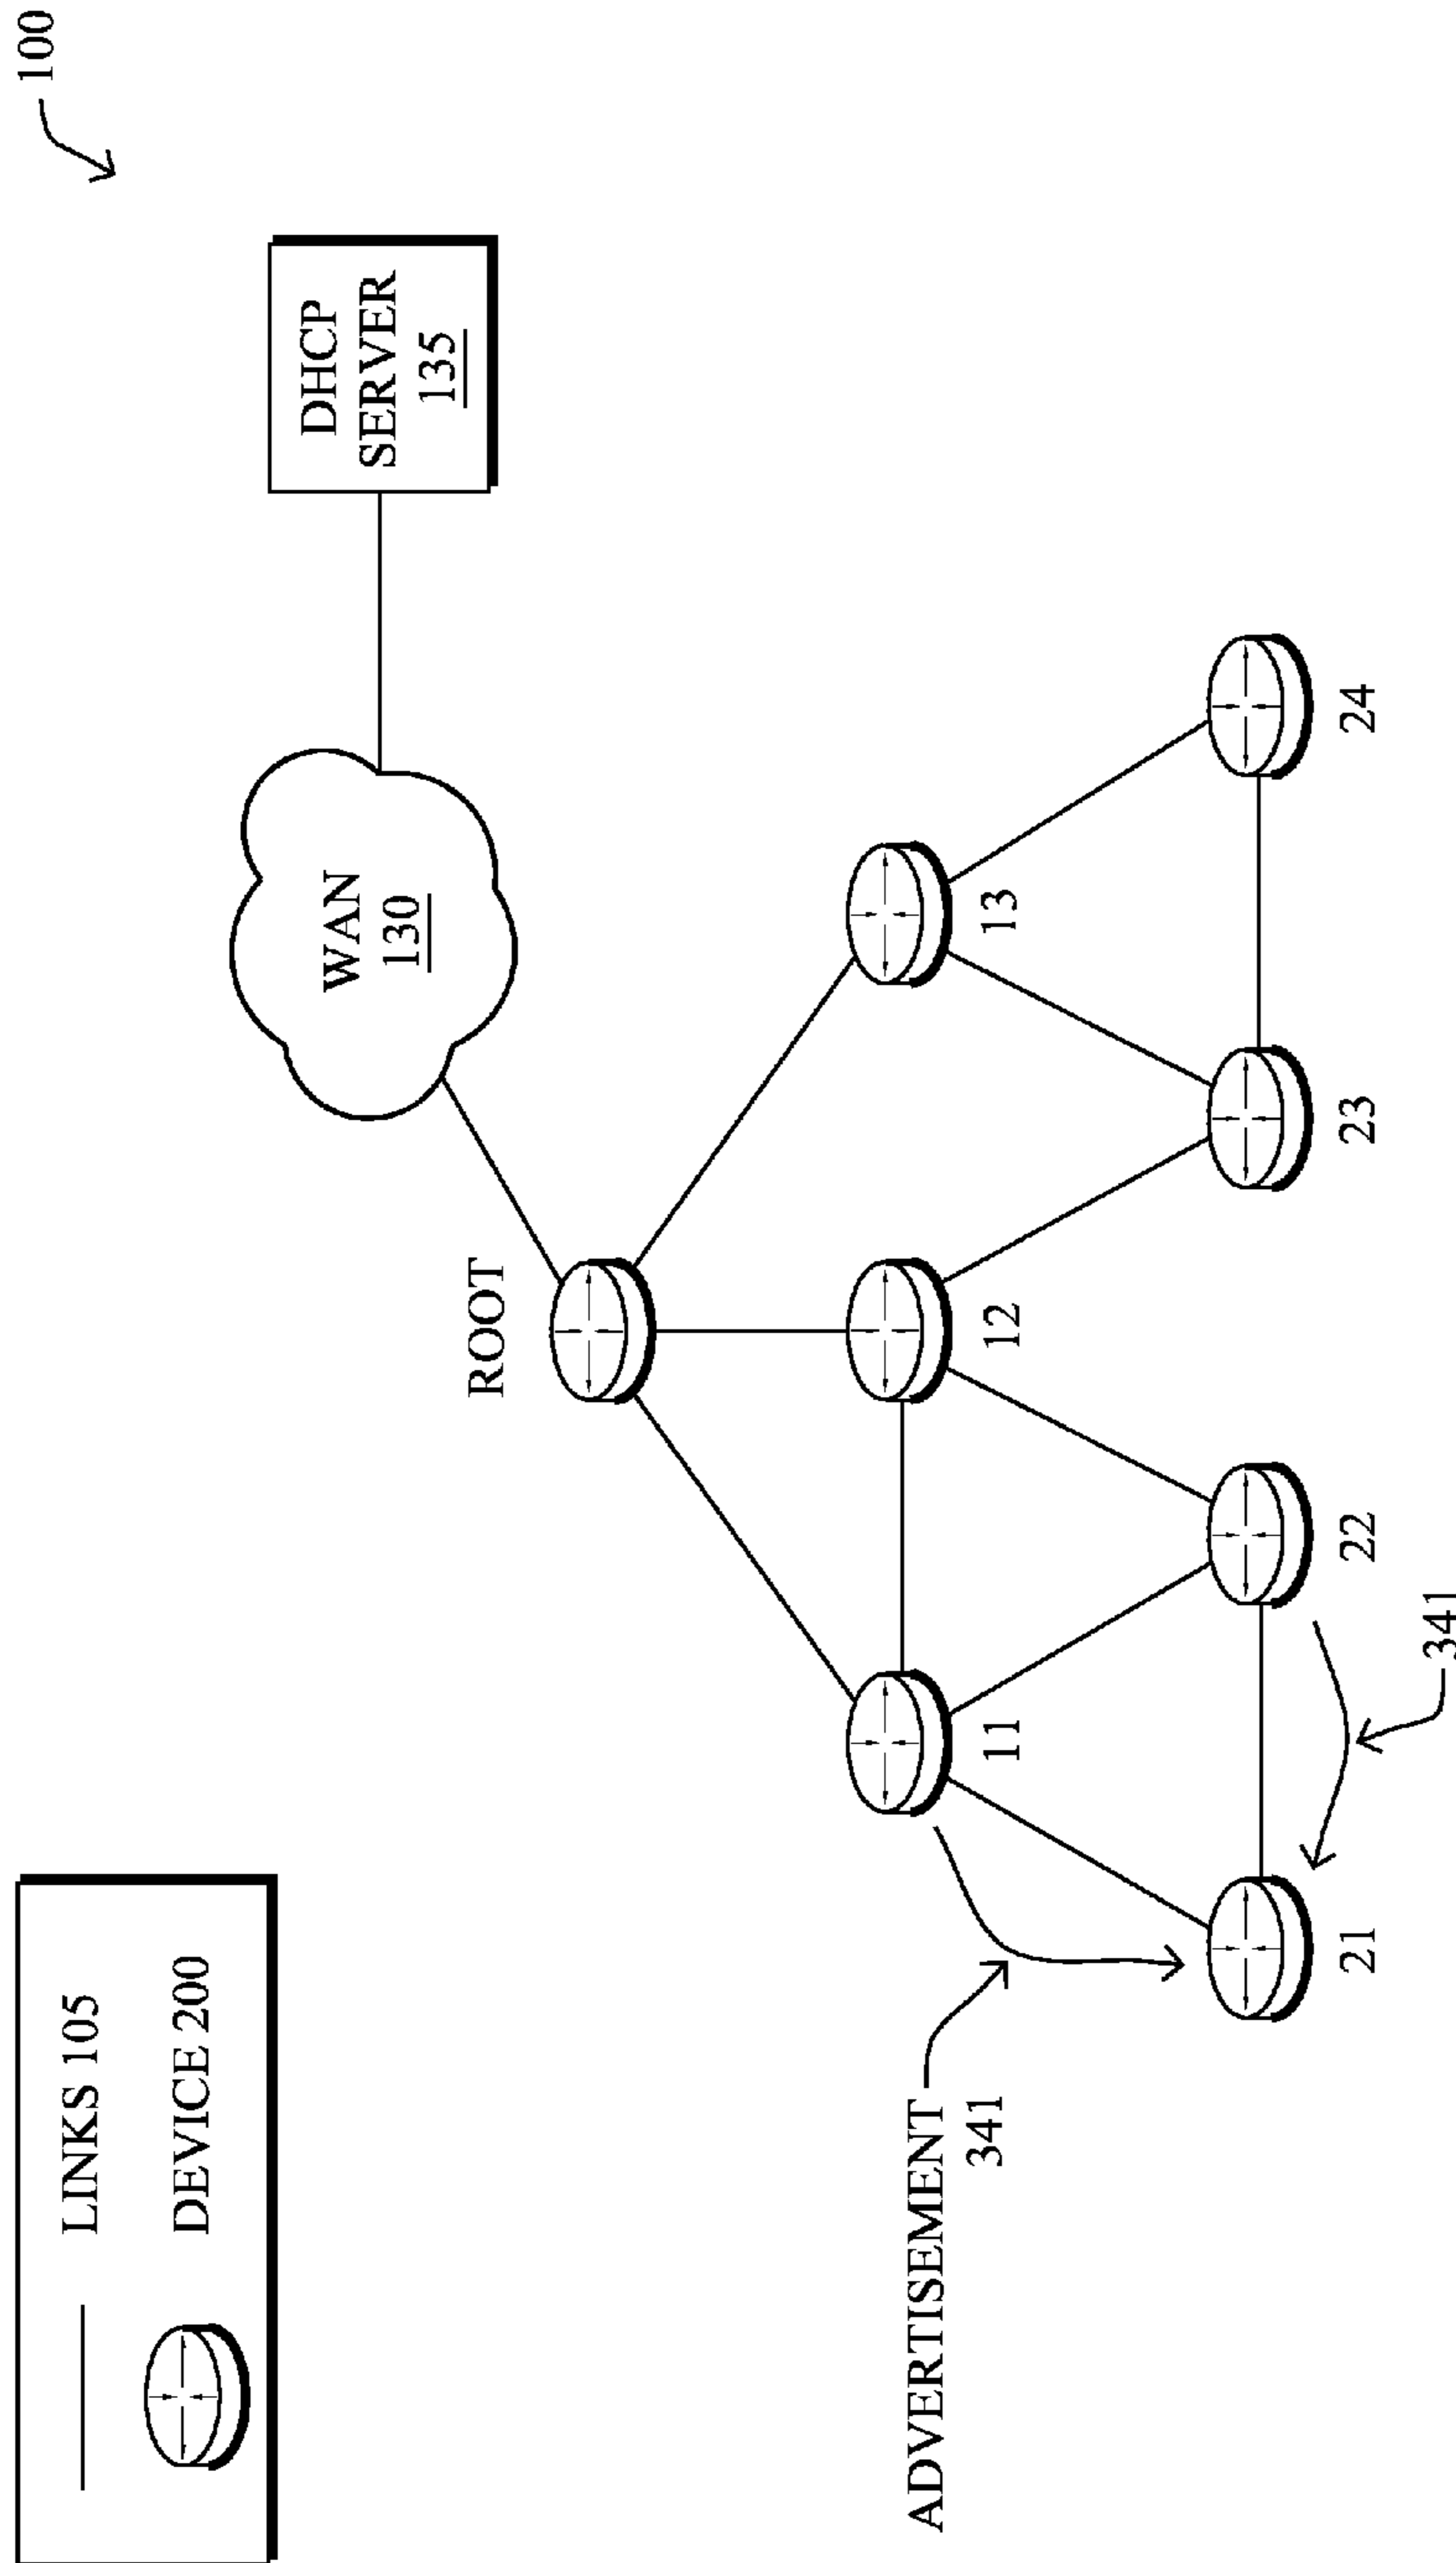 100
LINKS 105
DEVICE 200
DHCP
SERVER
135
WAN
130
ROOT
11
12
13
ADVERTISEMENT
341
21
22
23
24
341